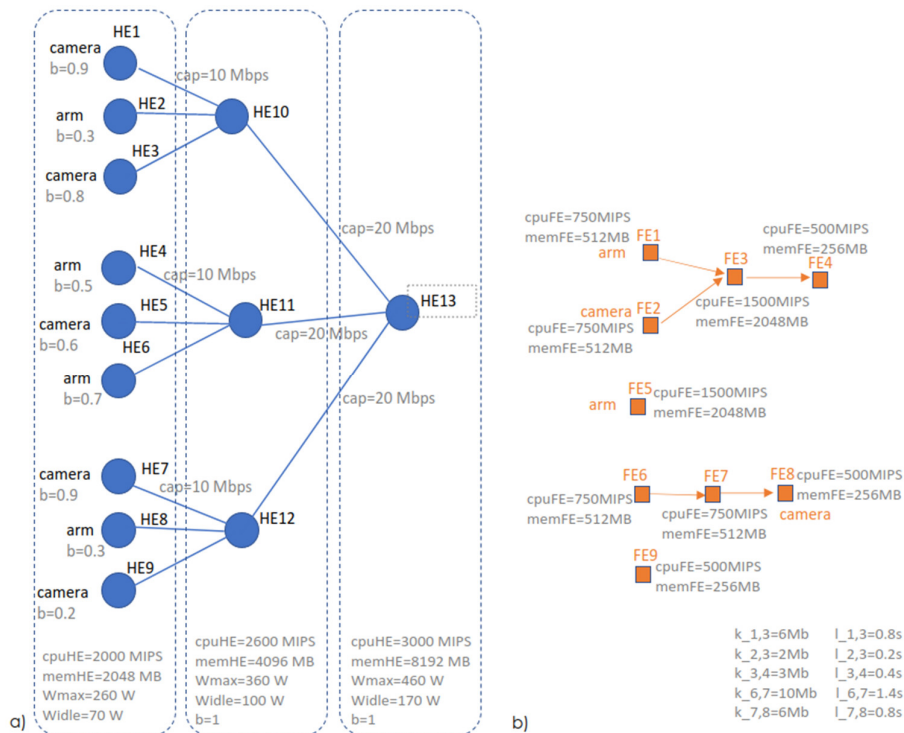 HE1
camera
b=0.9
cap=10 Mbps
HE2
arm
b=0.3
HE10
HE3
camera
b=0.8
cap=20 Mbps
HE4
arm
b=0.5
cap=10 Mbps
HE5
camera
b=0.6
HE11
HE13
cap=20 Mbps
HE6
arm
b=0.7
cap=20 Mbps
HE7
camera
b=0.9
cap=10 Mbps
HE8
arm
b=0.3
HE12
HE9
camera
b=0.2
cpuHE=2000 MIPS
memHE=2048 MB
Wmax=260 W
Widle=70 W
cpuHE=2600 MIPS
memHE=4096 MB
Wmax=360 W
Widle=100 W
b=1
cpuHE=3000 MIPS
memHE=8192 MB
Wmax=460 W
Widle=170 W
b=1
a)
cpuFE=750MIPS
memFE=512MB
FE1
arm
FE3
cpuFE=500MIPS
memFE=256MB
FE4
cpuFE=1500MIPS
memFE=2048MB
FE2
camera
cpuFE=750MIPS
memFE=512MB
FE5
arm
cpuFE=1500MIPS
memFE=2048MB
FE6
cpuFE=750MIPS
memFE=512MB
FE7
cpuFE=750MIPS
memFE=512MB
FE8
cpuFE=500MIPS
memFE=256MB
camera
FE9
cpuFE=500MIPS
memFE=256MB
k_1,3=6Mb l_1,3=0.8s
k_2,3=2Mb l_2,3=0.2s
k_3,4=3Mb l_3,4=0.4s
k_6,7=10Mb l_6,7=1.4s
k_7,8=6Mb l_7,8=0.8s
b)